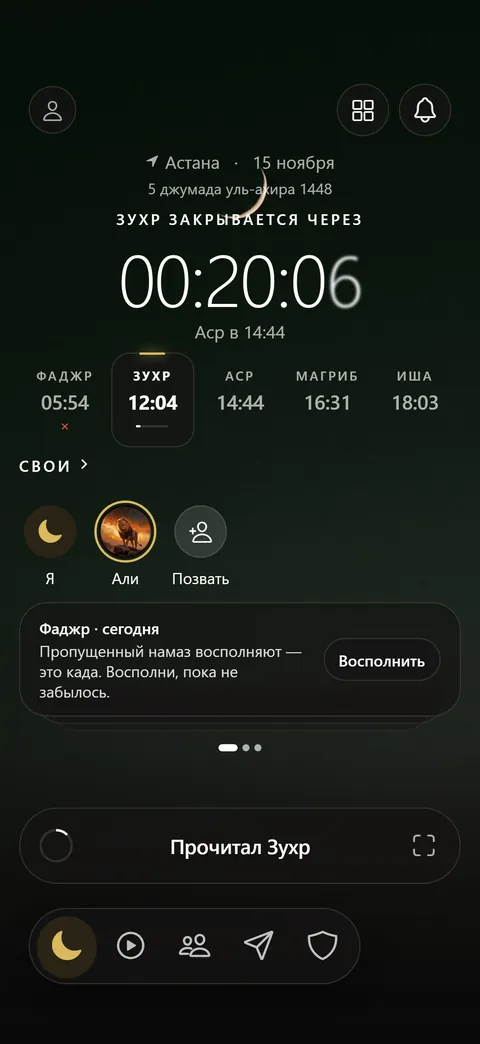 Астана · 15 ноября
5 джумада уль-ахира 1448
ЗУХР ЗАКРЫВАЕТСЯ ЧЕРЕЗ
00:20:06
Аср в 14:44
ФАДЖР ЗУХР АСР МАГРИБ ИША
05:54 12:04 14:44 16:31 18:03
СВОИ
Я Али Позвать
Фаджр · сегодня
Пропущенный намаз восполняют —
это када. Восполни, пока не
забылось.
Восполнить
Прочитал Зухр